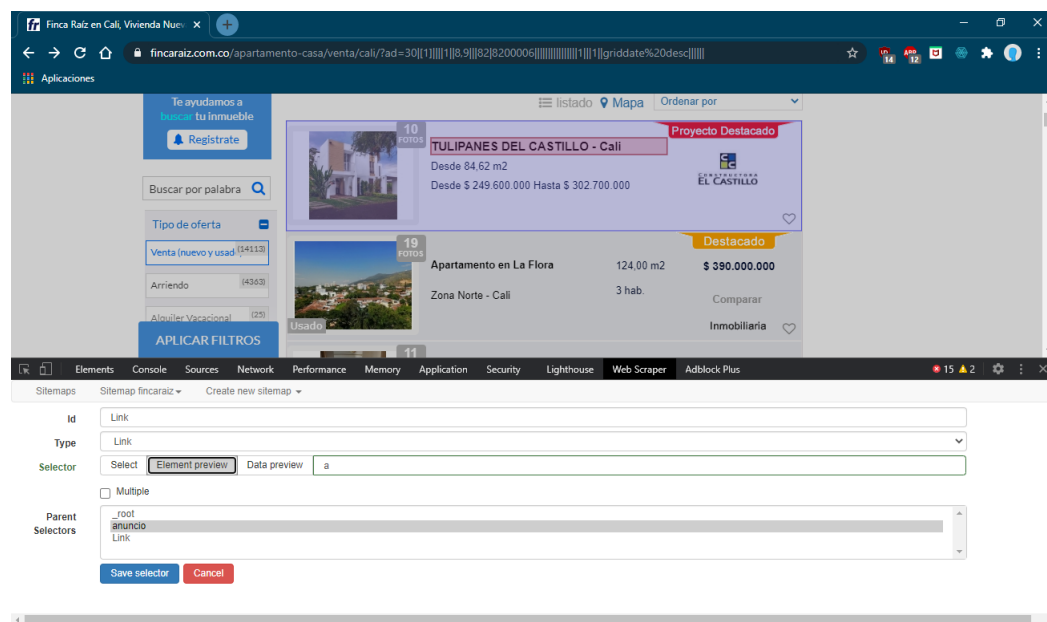 Finca Raíz en Cali, Vivienda Nuev
fincaraiz.com.co/apartamento-casa/venta/cali/?ad=30|[1]||||1||8.9|||82|8200006|||||||||||||||||1|||1||griddate%20desc||||||
14
12
Aplicaciones
Te ayudamos a
buscar tu inmueble
Registrate
listado Mapa Ordenar por
Buscar por palabra
Tipo de oferta
Venta (nuevo y usad (14113)
Arriendo (4363)
Alquiler Vacacional (25)
APLICAR FILTROS
10
FOTOS
Proyecto Destacado
TULIPANES DEL CASTILLO - Cali
Desde 84,62 m2
Desde $ 249.600.000 Hasta $ 302.700.000
CONSTRUCTORA
EL CASTILLO
19
FOTOS
Destacado
Apartamento en La Flora 124,00 m2 $ 390.000.000
Zona Norte - Cali 3 hab. Comparar
Usado
Inmobiliaria
11
Elements Console Sources Network Performance Memory Application Security Lighthouse Web Scraper Adblock Plus 15 2
Sitemaps Sitemap fincaraiz Create new sitemap
Id Link
Type Link
Selector Select Element preview Data preview a
Multiple
Parent Selectors
_root
anuncio
Link
Save selector Cancel